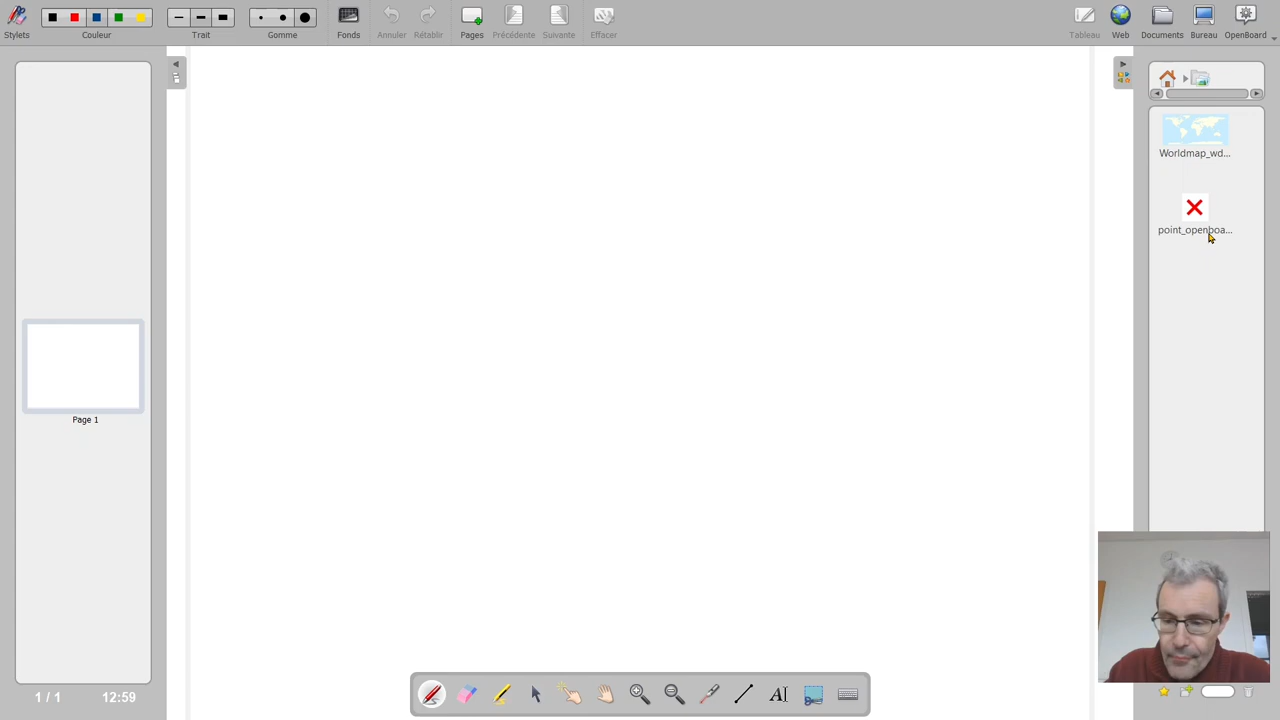 Stylets
Couleur
Trait
Gomme
Fonds
Annuler
Rétablir
Pages
Précédente
Suivante
Effacer
Tableau
Web
Documents
Bureau
OpenBoard
Worldmap_wd...
point_openboa...
Page 1
1 / 1
12:59
AI